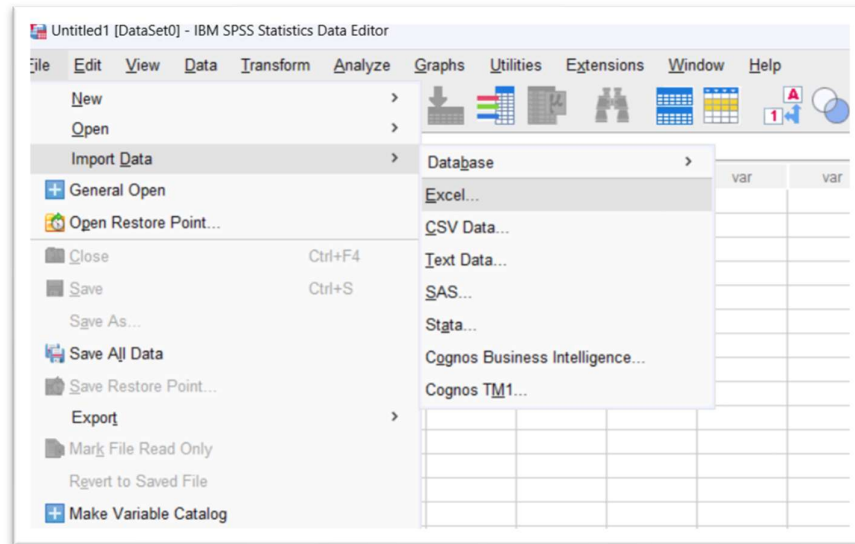 Untitled1 [DataSet0] - IBM SPSS Statistics Data Editor
File Edit View Data Transform Analyze Graphs Utilities Extensions Window Help
New >
Open >
Import Data >
General Open
Open Restore Point...
Close Ctrl+F4
Save Ctrl+S
Save As...
Save All Data
Save Restore Point...
Export >
Mark File Read Only
Revert to Saved File
Make Variable Catalog
Database >
Excel...
CSV Data...
Text Data...
SAS...
Stata...
Cognos Business Intelligence...
Cognos TM1...
μ
A
1
var var